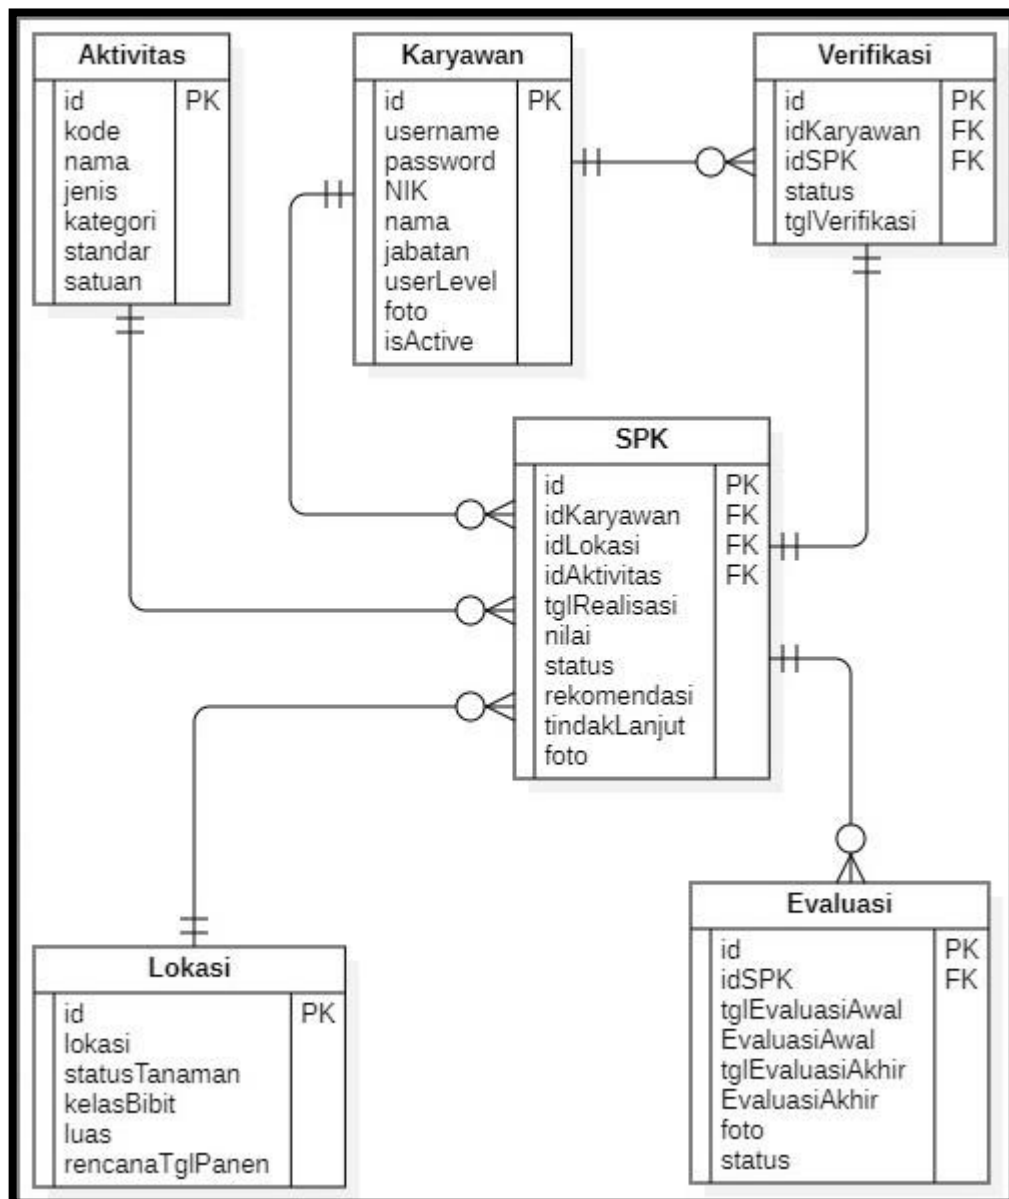 Aktivitas
id PK
kode
nama
jenis
kategori
standar
satuan
Karyawan
id PK
username
password
NIK
nama
jabatan
userLevel
foto
isActive
Verifikasi
id PK
idKaryawan FK
idSPK FK
status
tglVerifikasi
SPK
id PK
idKaryawan FK
idLokasi FK
idAktivitas FK
tglRealisasi
nilai
status
rekomendasi
tindakLanjut
foto
Lokasi
id PK
lokasi
statusTanaman
kelasBibit
luas
rencanaTglPanen
Evaluasi
id PK
idSPK FK
tglEvaluasiAwal
EvaluasiAwal
tglEvaluasiAkhir
EvaluasiAkhir
foto
status